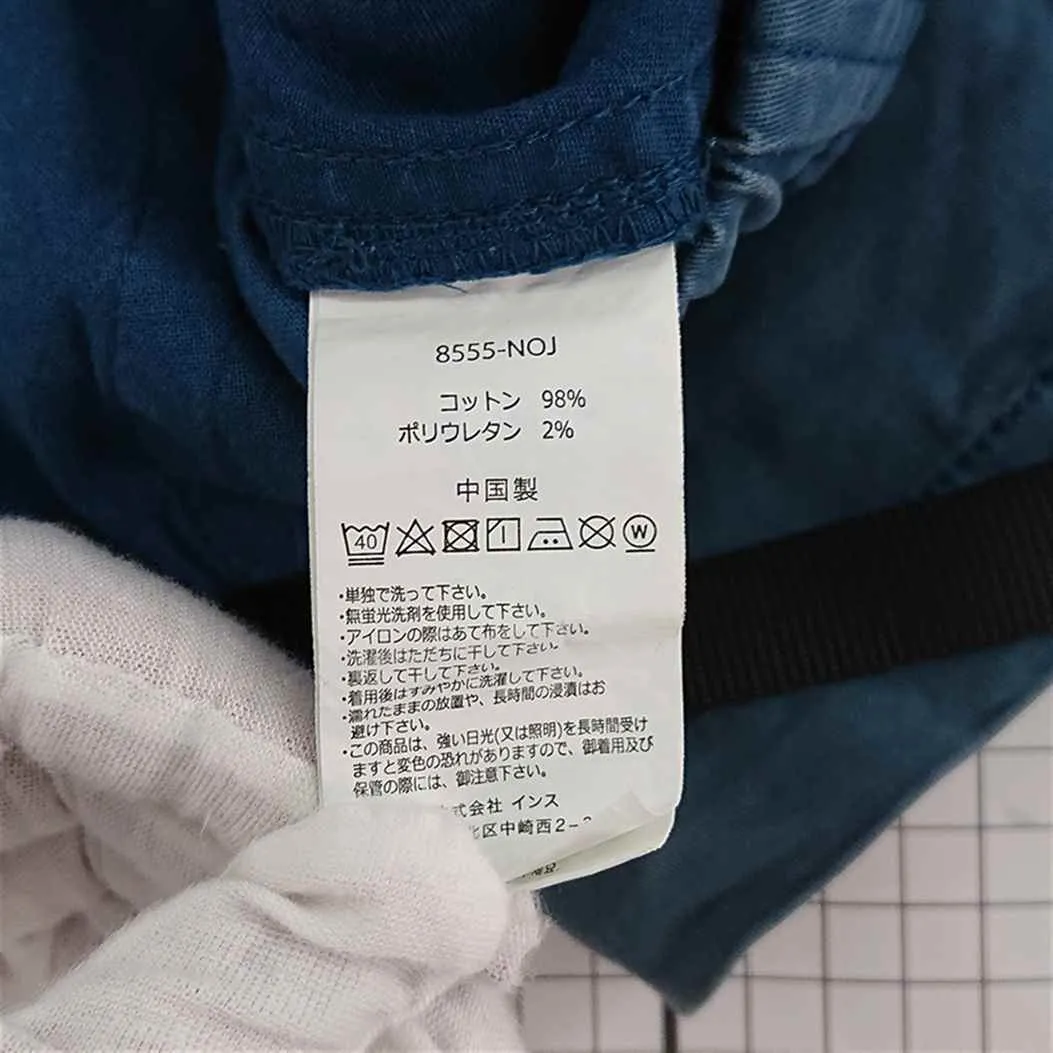 8555-NOJ
コットン 98%
ポリウレタン 2%
中国製
40 W
・単独で洗って下さい。
・無蛍光洗剤を使用して下さい。
・アイロンの際はあて布をして下さい。
・洗濯後はただちに干して下さい。
・裏返して干して下さい。
・着用後はすみやかに洗濯して下さい。
・濡れたままの放置や、長時間の浸漬はお
避け下さい。
・この商品は、強い日光(又は照明)を長時間受け
ますと変色の恐れがありますので、御着用及び
保管の際には、御注意下さい。
式会社 インス
区中崎西2-